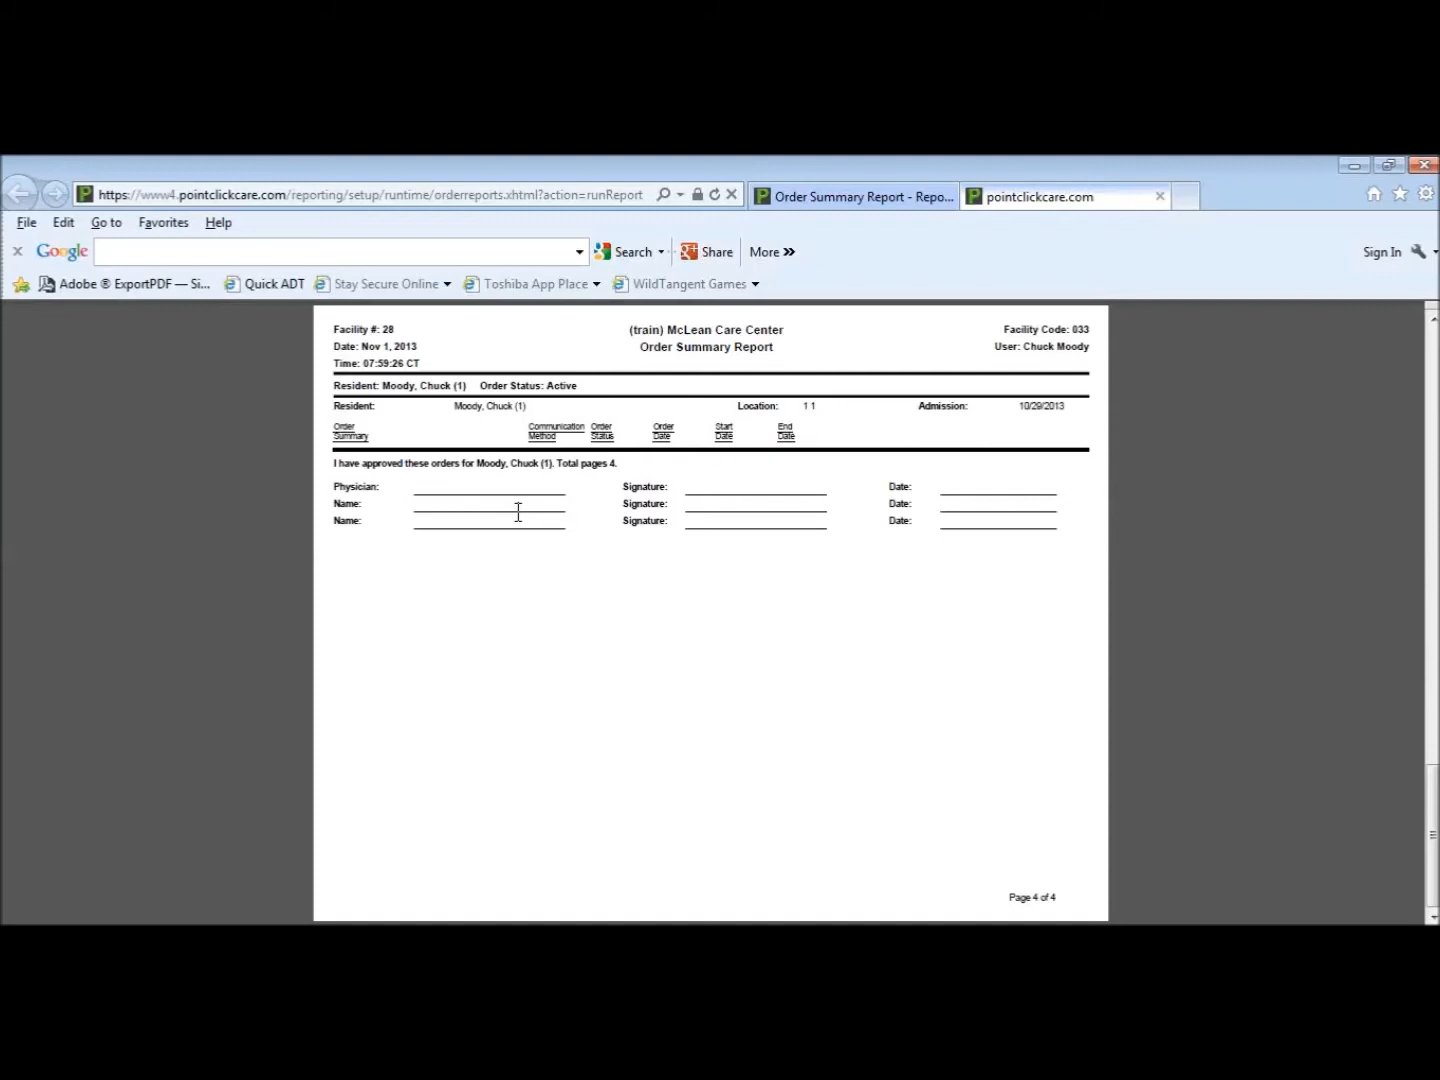 https://www4.pointclickcare.com/reporting/setup/runtime/orderreports.xhtml?action=runReport
Order Summary Report - Repo...
pointclickcare.com
File Edit Go to Favorites Help
Google Search Share More » Sign In
Adobe ® ExportPDF — Si... Quick ADT Stay Secure Online Toshiba App Place WildTangent Games
Facility #: 28 (train) McLean Care Center Facility Code: 033
Date: Nov 1, 2013 Order Summary Report User: Chuck Moody
Time: 07:59:26 CT
Resident: Moody, Chuck (1) Order Status: Active
Resident: Moody, Chuck (1) Location: 1 1 Admission: 10/29/2013
Order Communication Order Order Start End
Summary Method Status Date Date Date
I have approved these orders for Moody, Chuck (1). Total pages 4.
Physician: Signature: Date:
Name: Signature: Date:
Name: Signature: Date:
Page 4 of 4